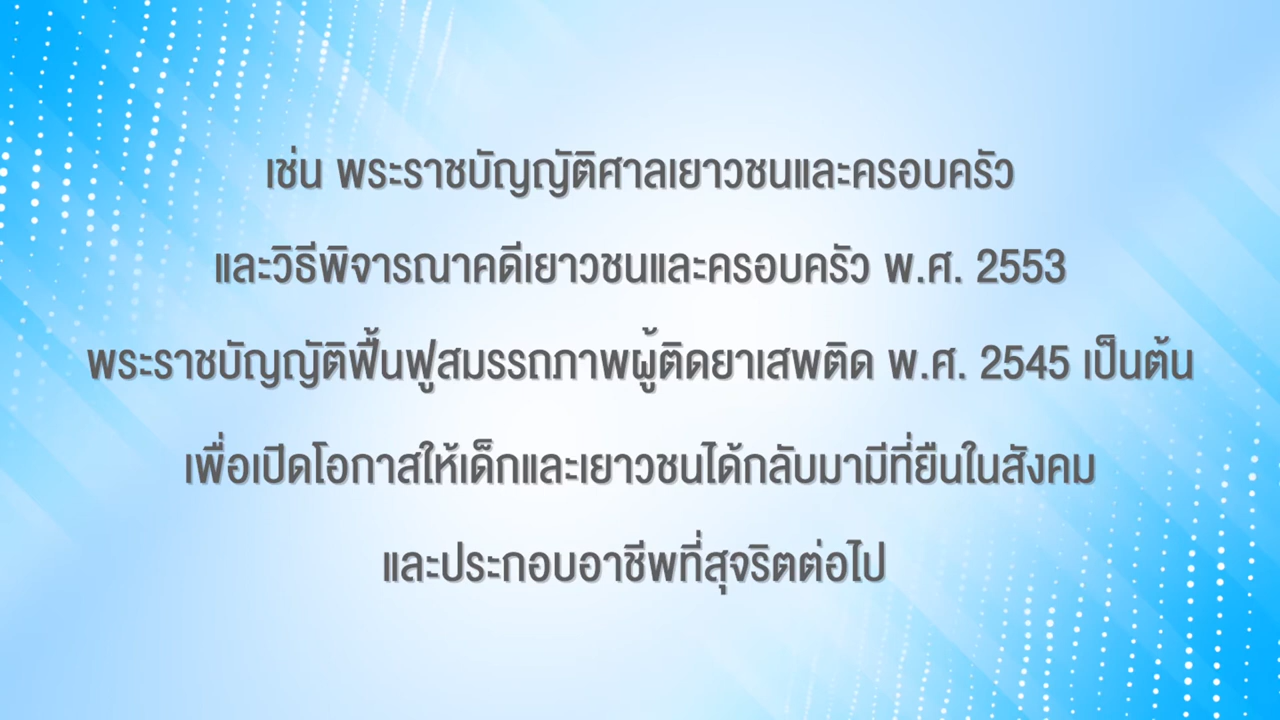 เช่น พระราชบัญญัติศาลเยาวชนและครอบครัว
และวิธีพิจารณาคดีเยาวชนและครอบครัว พ.ศ. 2553
พระราชบัญญัติฟื้นฟูสมรรถภาพผู้ติดยาเสพติด พ.ศ. 2545 เป็นต้น
เพื่อเปิดโอกาสให้เด็กและเยาวชนได้กลับมามีที่ยืนในสังคม
และประกอบอาชีพที่สุจริตต่อไป